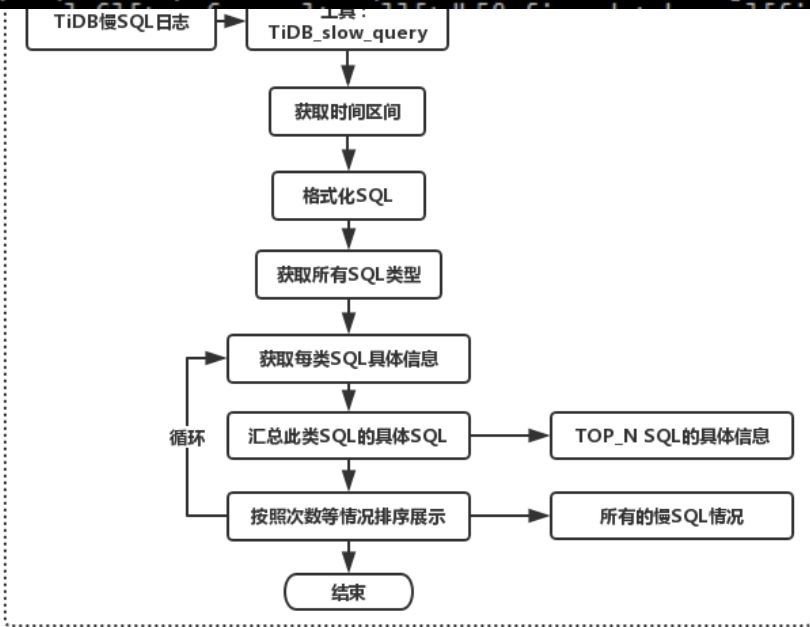 TiDB慢SQL日志
工具：
TiDB_slow_query
获取时间区间
格式化SQL
获取所有SQL类型
获取每类SQL具体信息
循环
汇总此类SQL的具体SQL
TOP_N SQL的具体信息
按照次数等情况排序展示
所有的慢SQL情况
结束